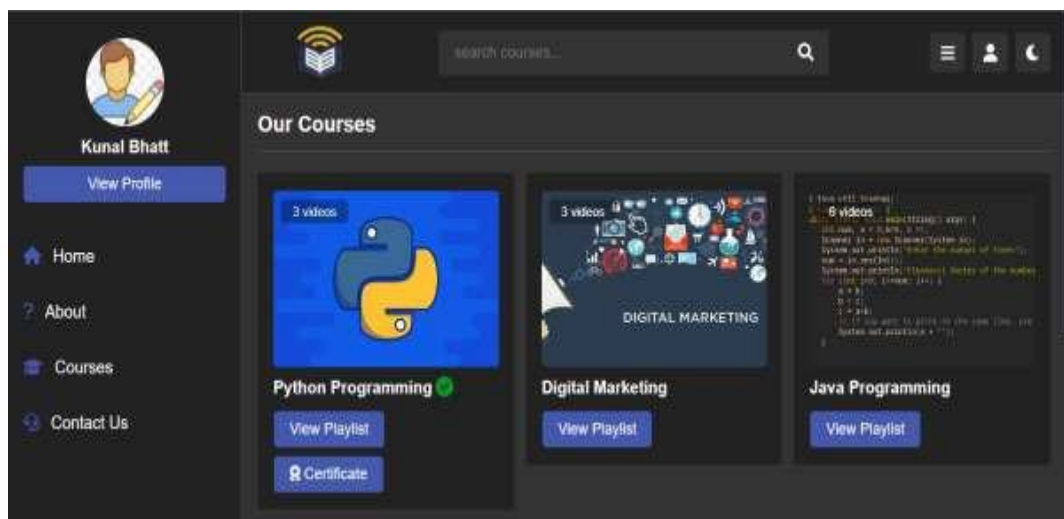 Kunal Bhatt
View Profile
Home
About
Courses
Contact Us
search courses...
Our Courses
3 videos
Python Programming
View Playlist
Certificate
3 videos
DIGITAL MARKETING
Digital Marketing
View Playlist
6 videos
Java Programming
View Playlist